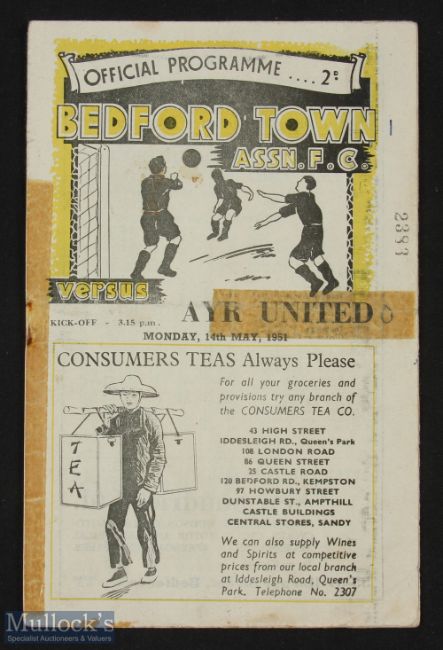 OFFICIAL PROGRAMME .... 2D
BEDFORD TOWN
ASSN. F. C.
2383
versus
AYR UNITED
KICK-OFF - 3.15 p.m.
MONDAY, 14th MAY, 1951
CONSUMERS TEAS Always Please
For all your groceries and
provisions try any branch of
the CONSUMERS TEA CO.
43 HIGH STREET
IDDESLEIGH RD., Queen's Park
108 LONDON ROAD
86 QUEEN STREET
25 CASTLE ROAD
120 BEDFORD RD., KEMPSTON
97 HOWBURY STREET
DUNSTABLE ST., AMPTHILL
CASTLE BUILDINGS
CENTRAL STORES, SANDY
TEA
We can also supply Wines
and Spirits at competitive
prices from our local branch
at Iddesleigh Road, Queen's
Park. Telephone No. 2307
Mullock's
Specialist Auctioneers & Valuers